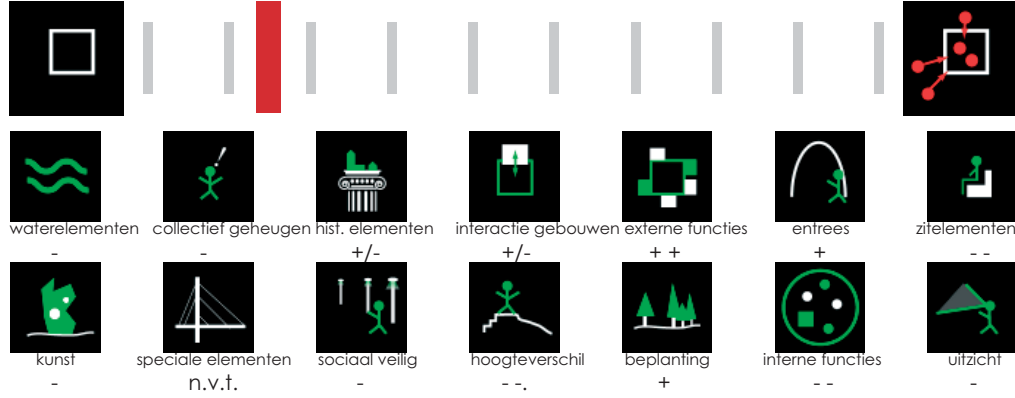 waterelementen collectief geheugen hist. elementen interactie gebouwen externe functies entrees zitelementen
- - +/- +/- + + + - -
kunst speciale elementen sociaal veilig hoogteverschil beplanting interne functies uitzicht
- n.v.t. - - -. + - - -